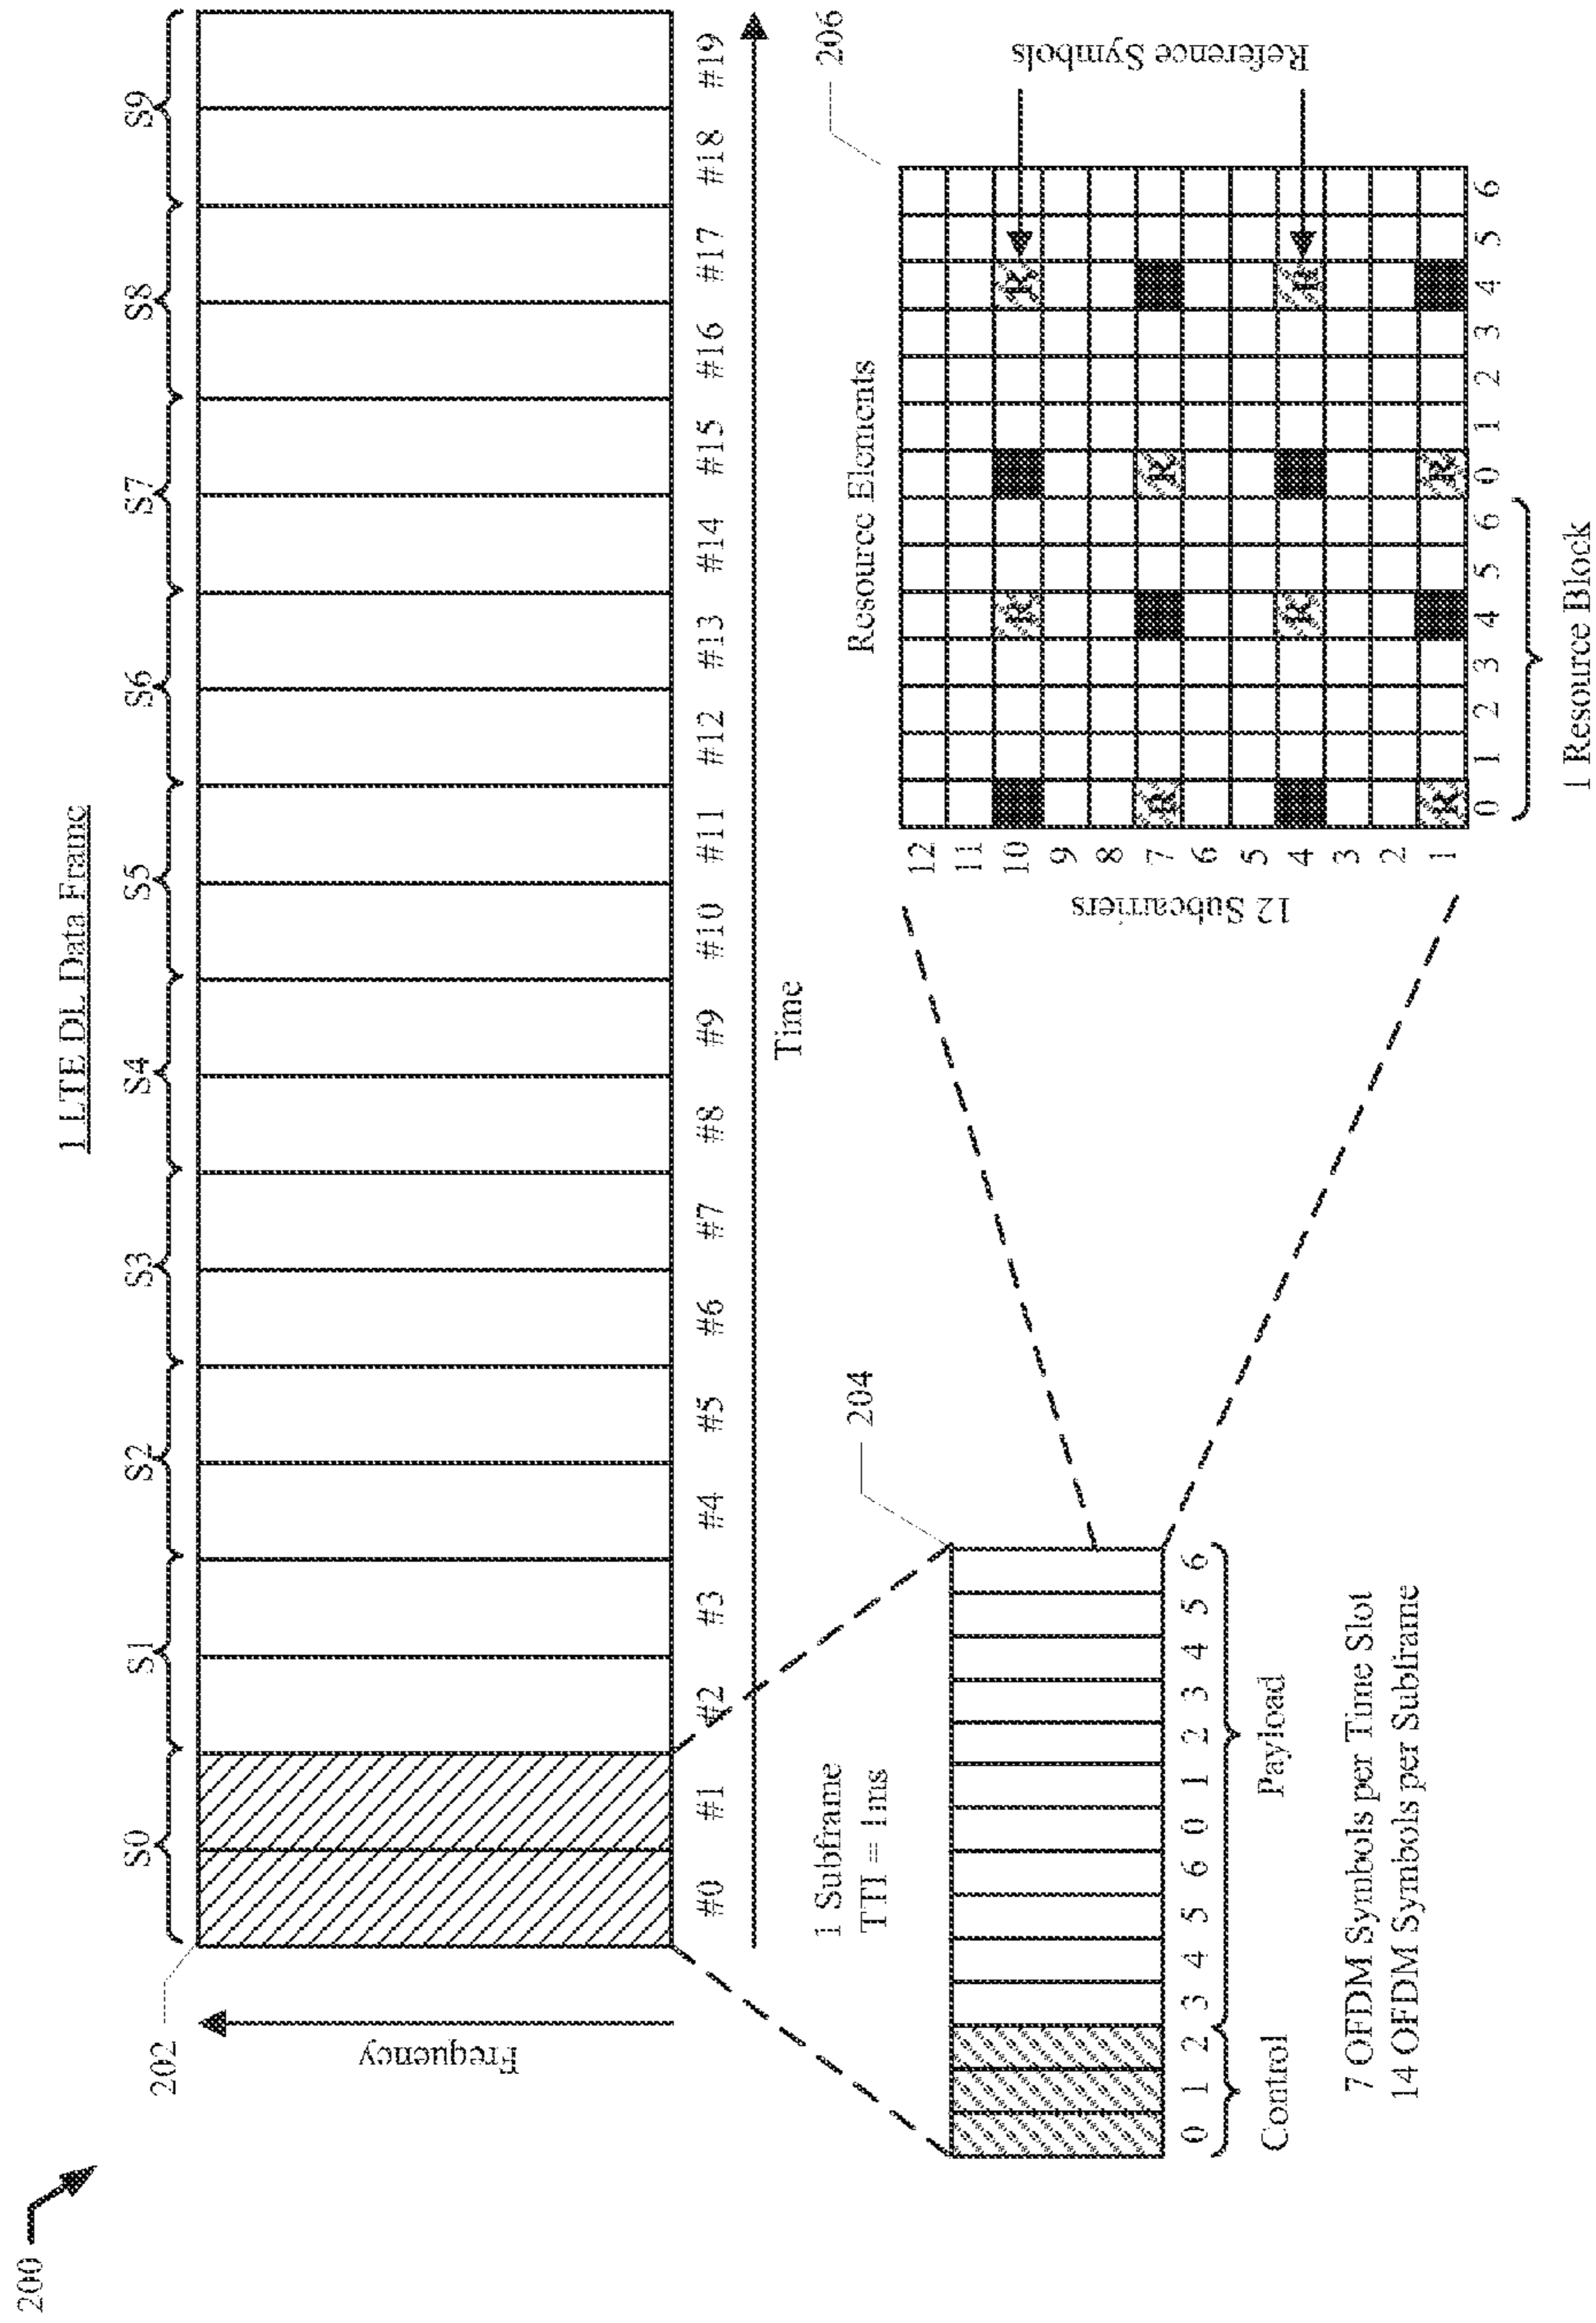 200
1 LTE DL Data Frame
202
S0 S1 S2 S3 S4 S5 S6 S7 S8 S9
Frequency
#0 #1 #2 #3 #4 #5 #6 #7 #8 #9 #10 #11 #12 #13 #14 #15 #16 #17 #18 #19
Time
1 Subframe
TTI = 1ms
204
0 1 2 3 4 5 6 0 1 2 3 4 5 6
Control
Payload
7 OFDM Symbols per Time Slot
14 OFDM Symbols per Subframe
Resource Elements
206
12 Subcarriers
12
11
10 R R
9
8
7 R R
6
5
4 R R
3
2
1 R R
0 1 2 3 4 5 6 0 1 2 3 4 5 6
Reference Symbols
1 Resource Block